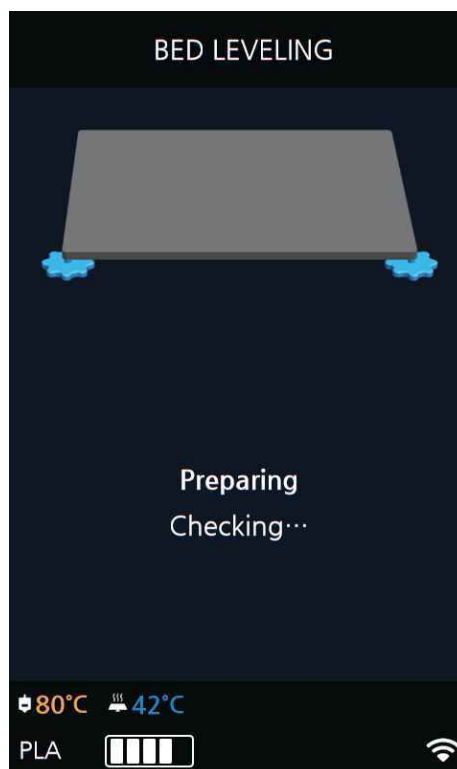 BED LEVELING
Preparing
Checking···
80°C 42°C
PLA